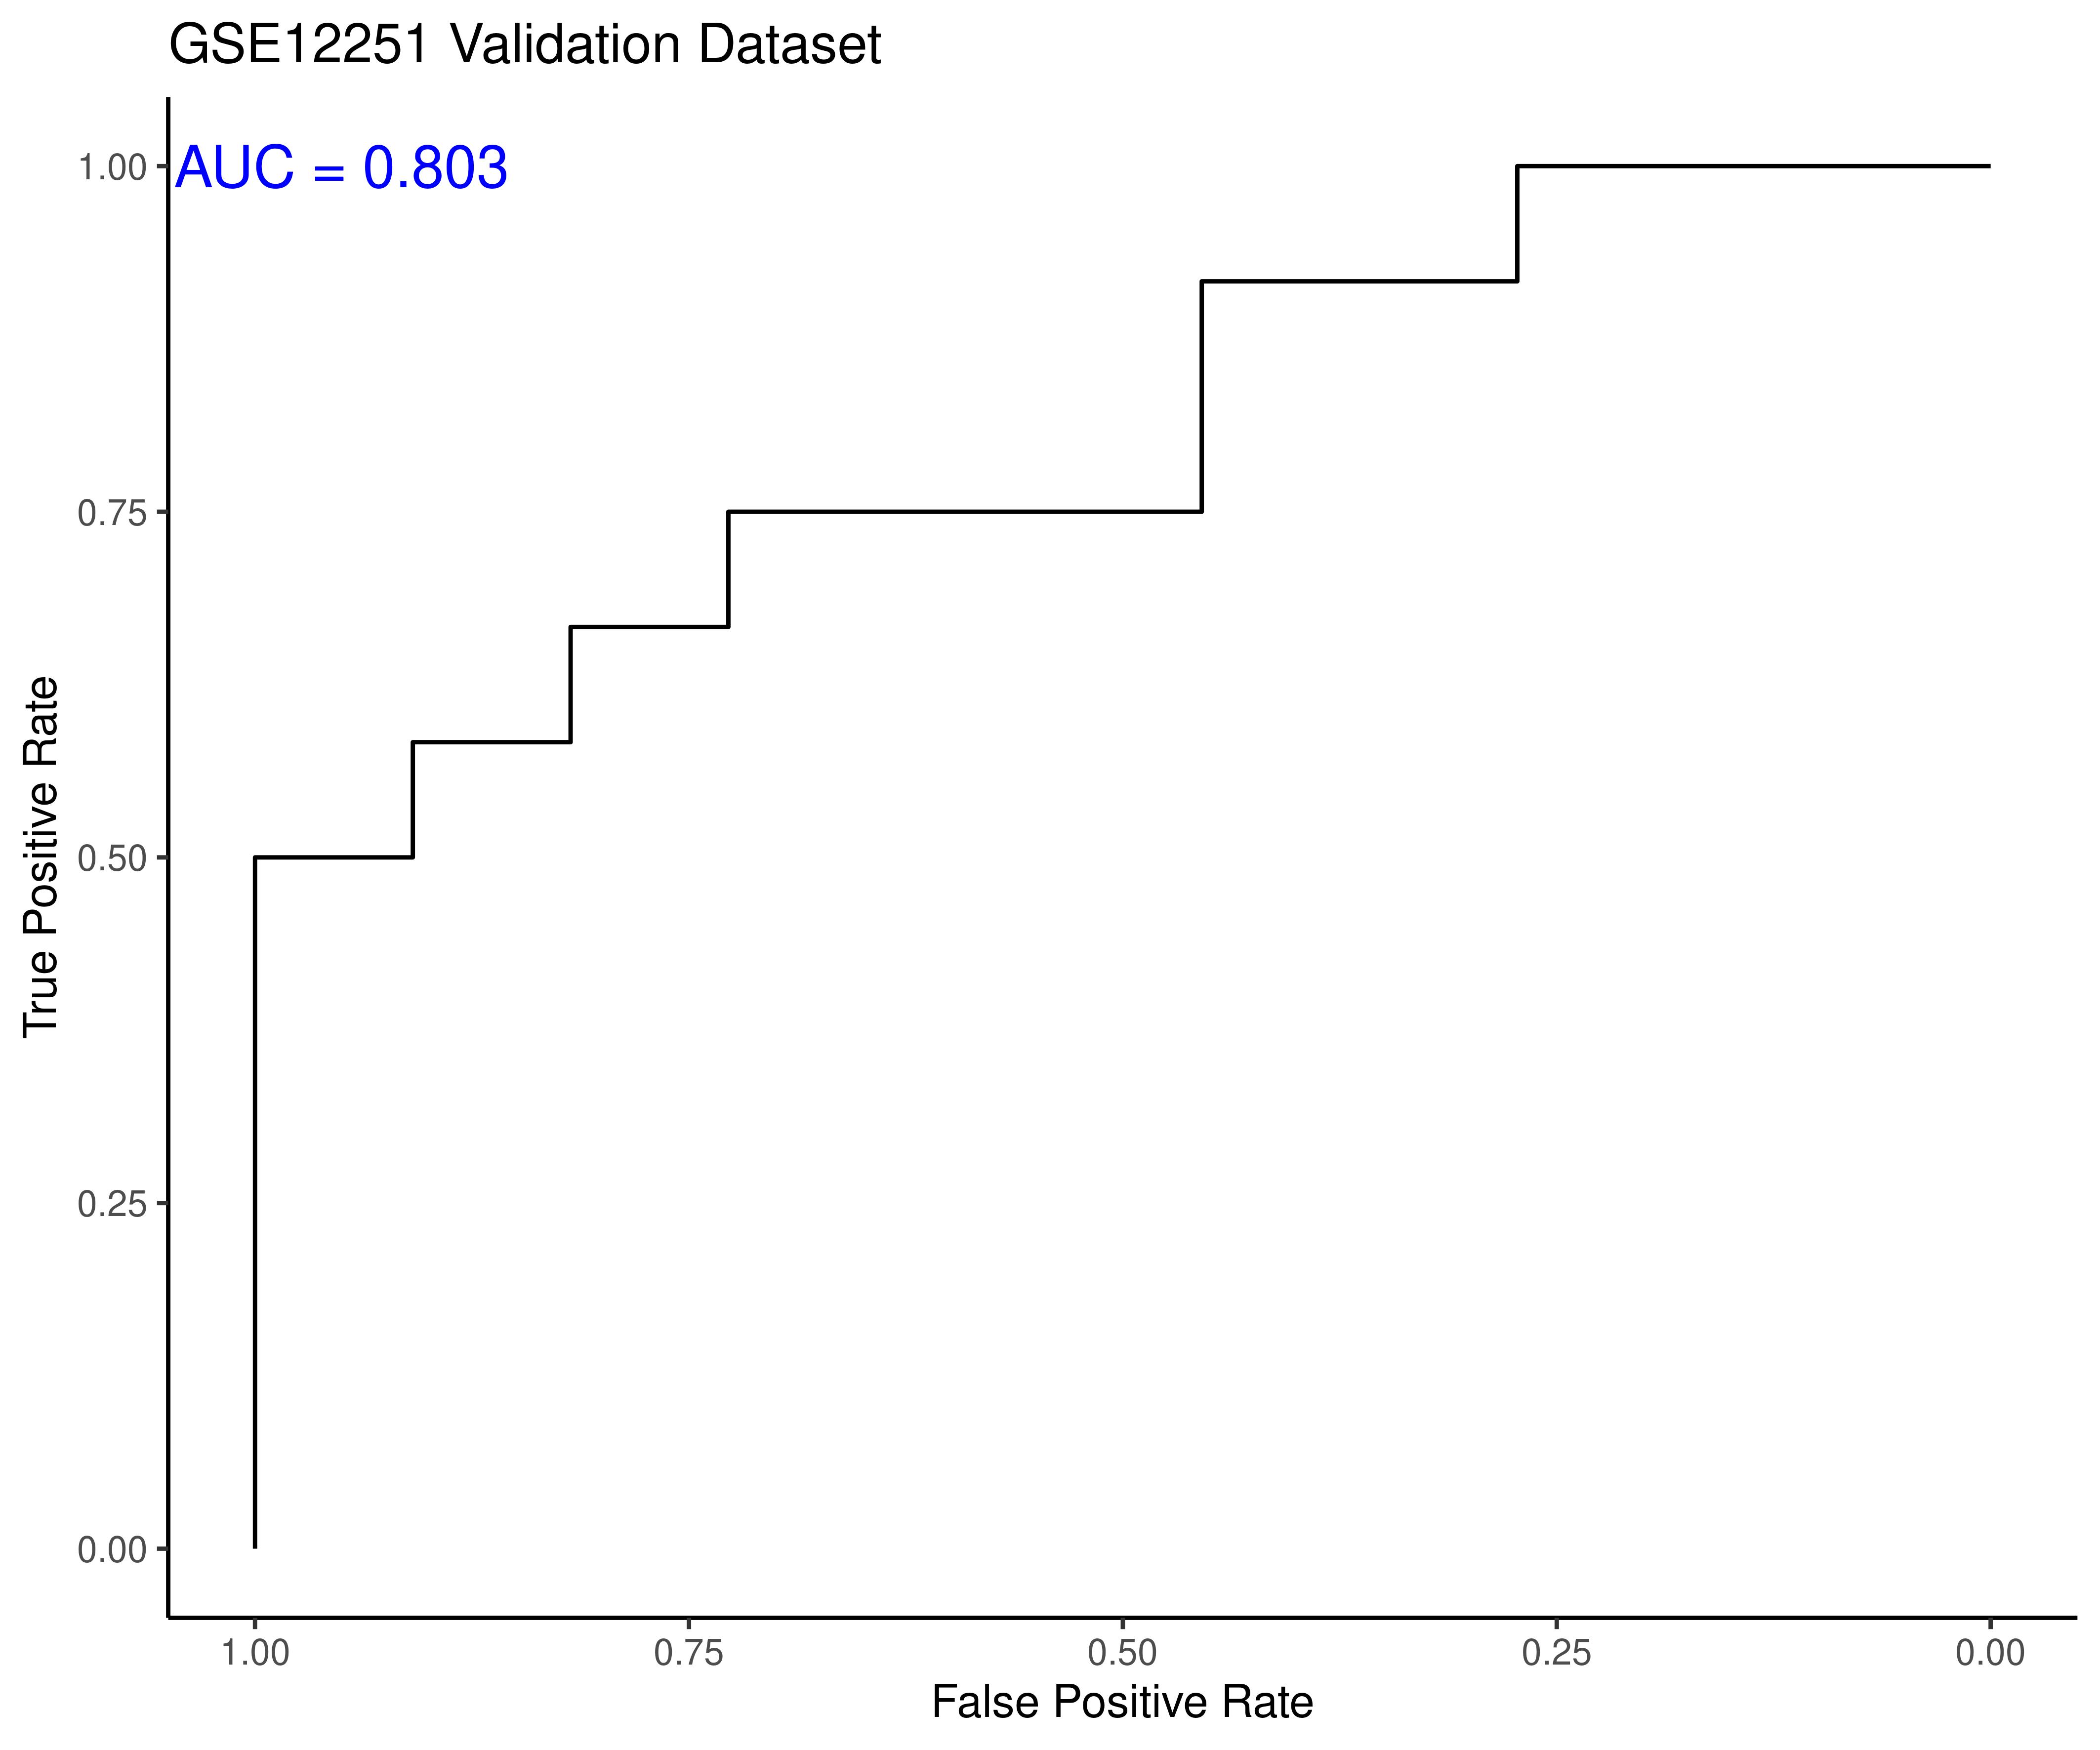 GSE12251 Validation Dataset
AUC = 0.803
1.00
0.75
0.50
0.25
0.00
True Positive Rate
1.00 0.75 0.50 0.25 0.00
False Positive Rate